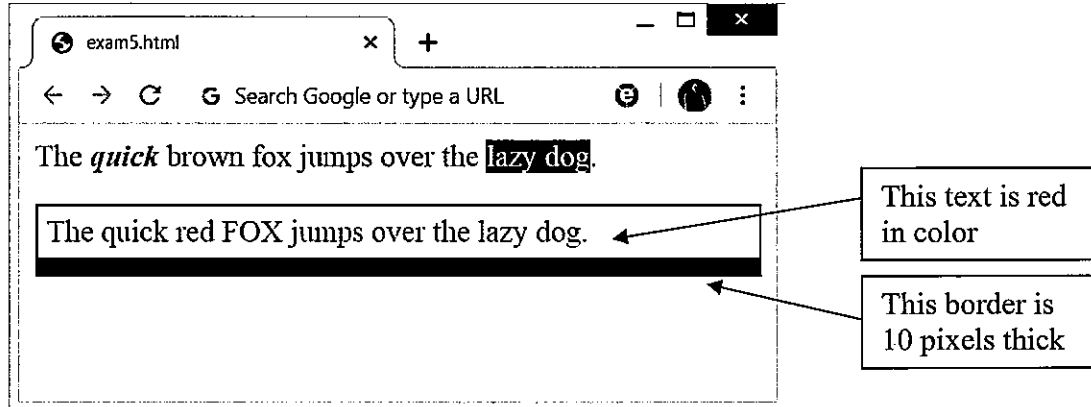 exam5.html
Search Google or type a URL
The quick brown fox jumps over the lazy dog.
The quick red FOX jumps over the lazy dog.
This text is red
in color
This border is
10 pixels thick